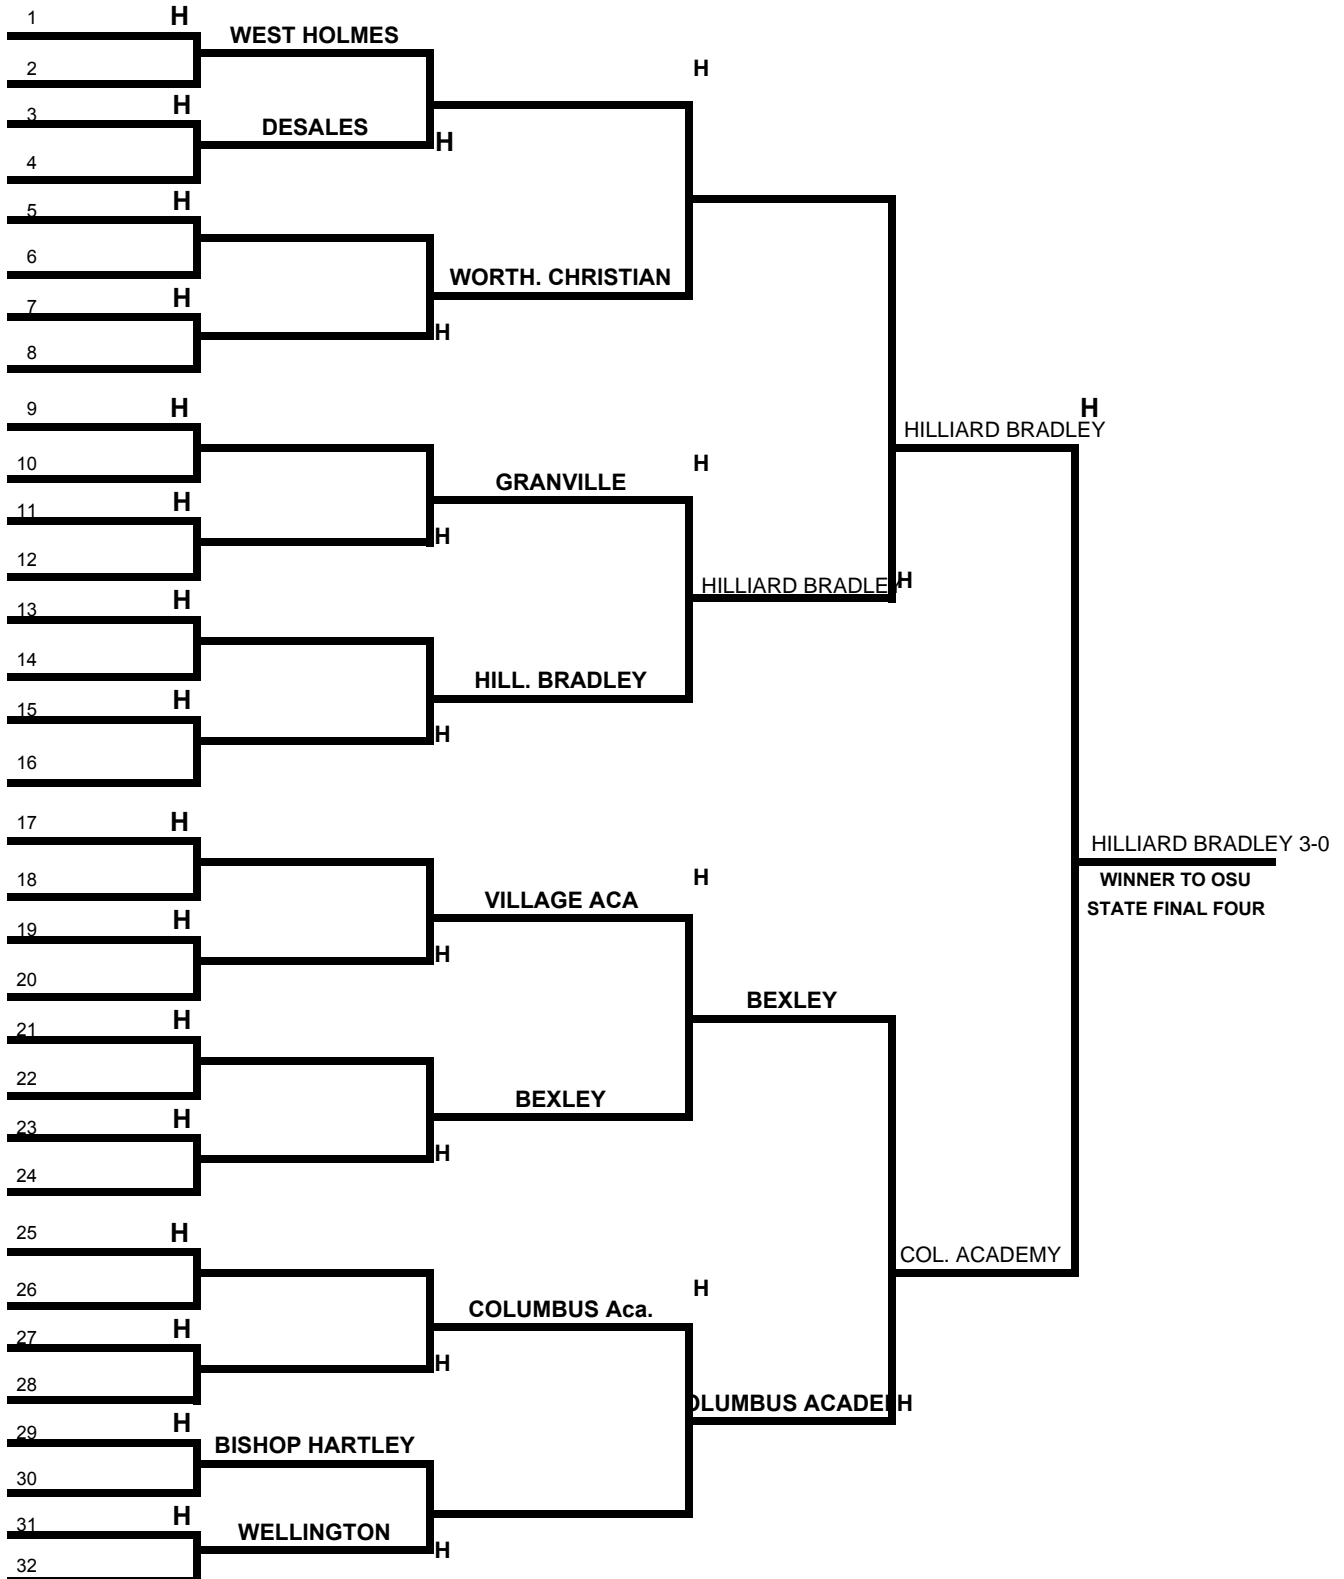 1 H
WEST HOLMES
2
H
3 H
DESALES
H
4
5 H
6
WORTH. CHRISTIAN
7 H
H
8
9 H
H
HILLIARD BRADLEY
10
H
GRANVILLE
11 H
H
12
HILLIARD BRADLEY
H
13 H
14
HILL. BRADLEY
15 H
H
16
17 H
HILLIARD BRADLEY 3-0
18
H
WINNER TO OSU
VILLAGE ACA
STATE FINAL FOUR
19 H
H
20
BEXLEY
21 H
22
BEXLEY
23 H
H
24
25 H
COL. ACADEMY
26
H
COLUMBUS Aca.
27 H
H
28
OLUMBUS ACADE
H
29 H
BISHOP HARTLEY
30
31 H
WELLINGTON
H
32